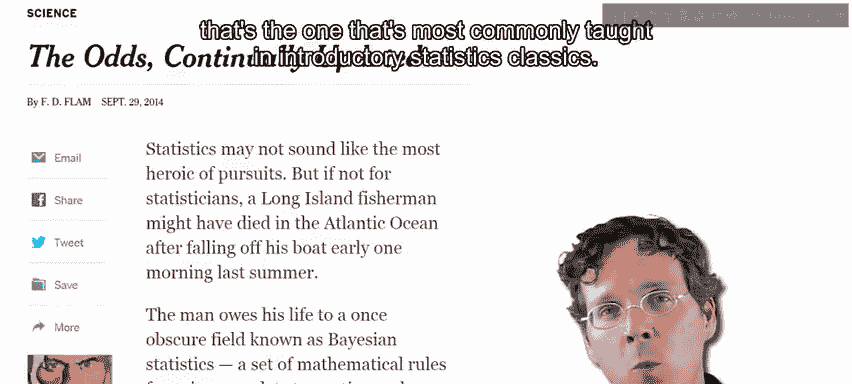 SCIENCE
that's the one that's most commonly taught
in introductory statistics classics.
The Odds, Continually
By F. D. FLAM SEPT. 29, 2014
Email
Share
Tweet
Save
More
Statistics may not sound like the most
heroic of pursuits. But if not for
statisticians, a Long Island fisherman
might have died in the Atlantic Ocean
after falling off his boat early one
morning last summer.
The man owes his life to a once
obscure field known as Bayesian
statistics — a set of mathematical rules